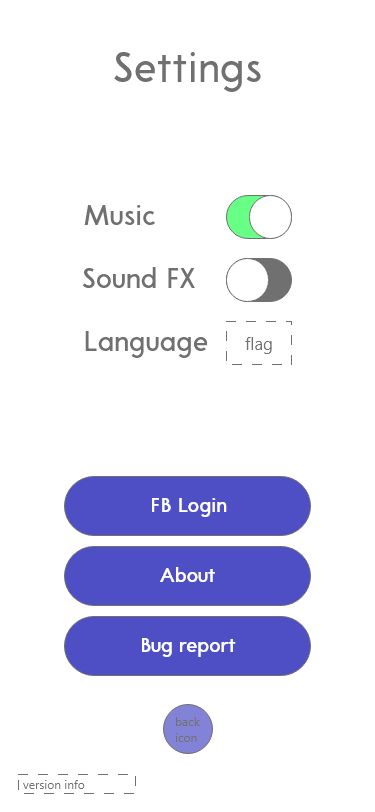 Settings
Music
Sound FX
Language flag
FB Login
About
Bug report
back
icon
version info